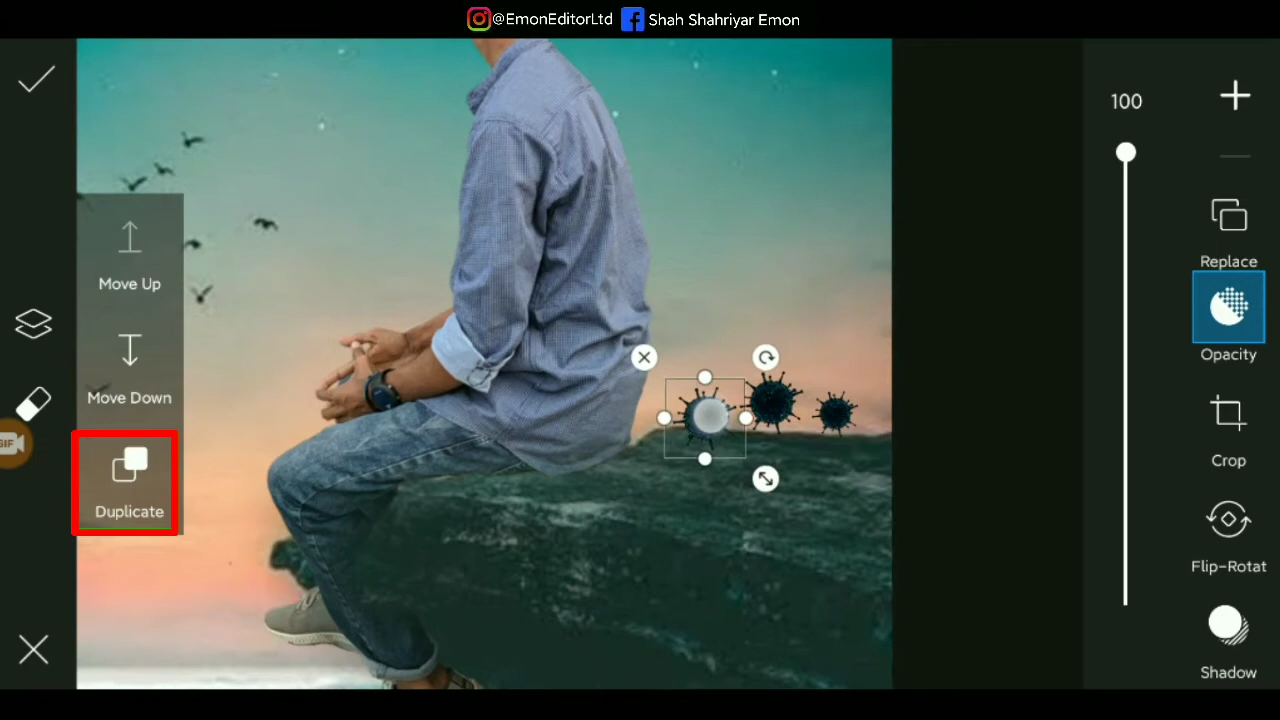 @EmonEditorLtd Shah Shahriyar Emon
100
Move Up
Move Down
Duplicate
GIF
Replace
Opacity
Crop
Flip-Rotat
Shadow